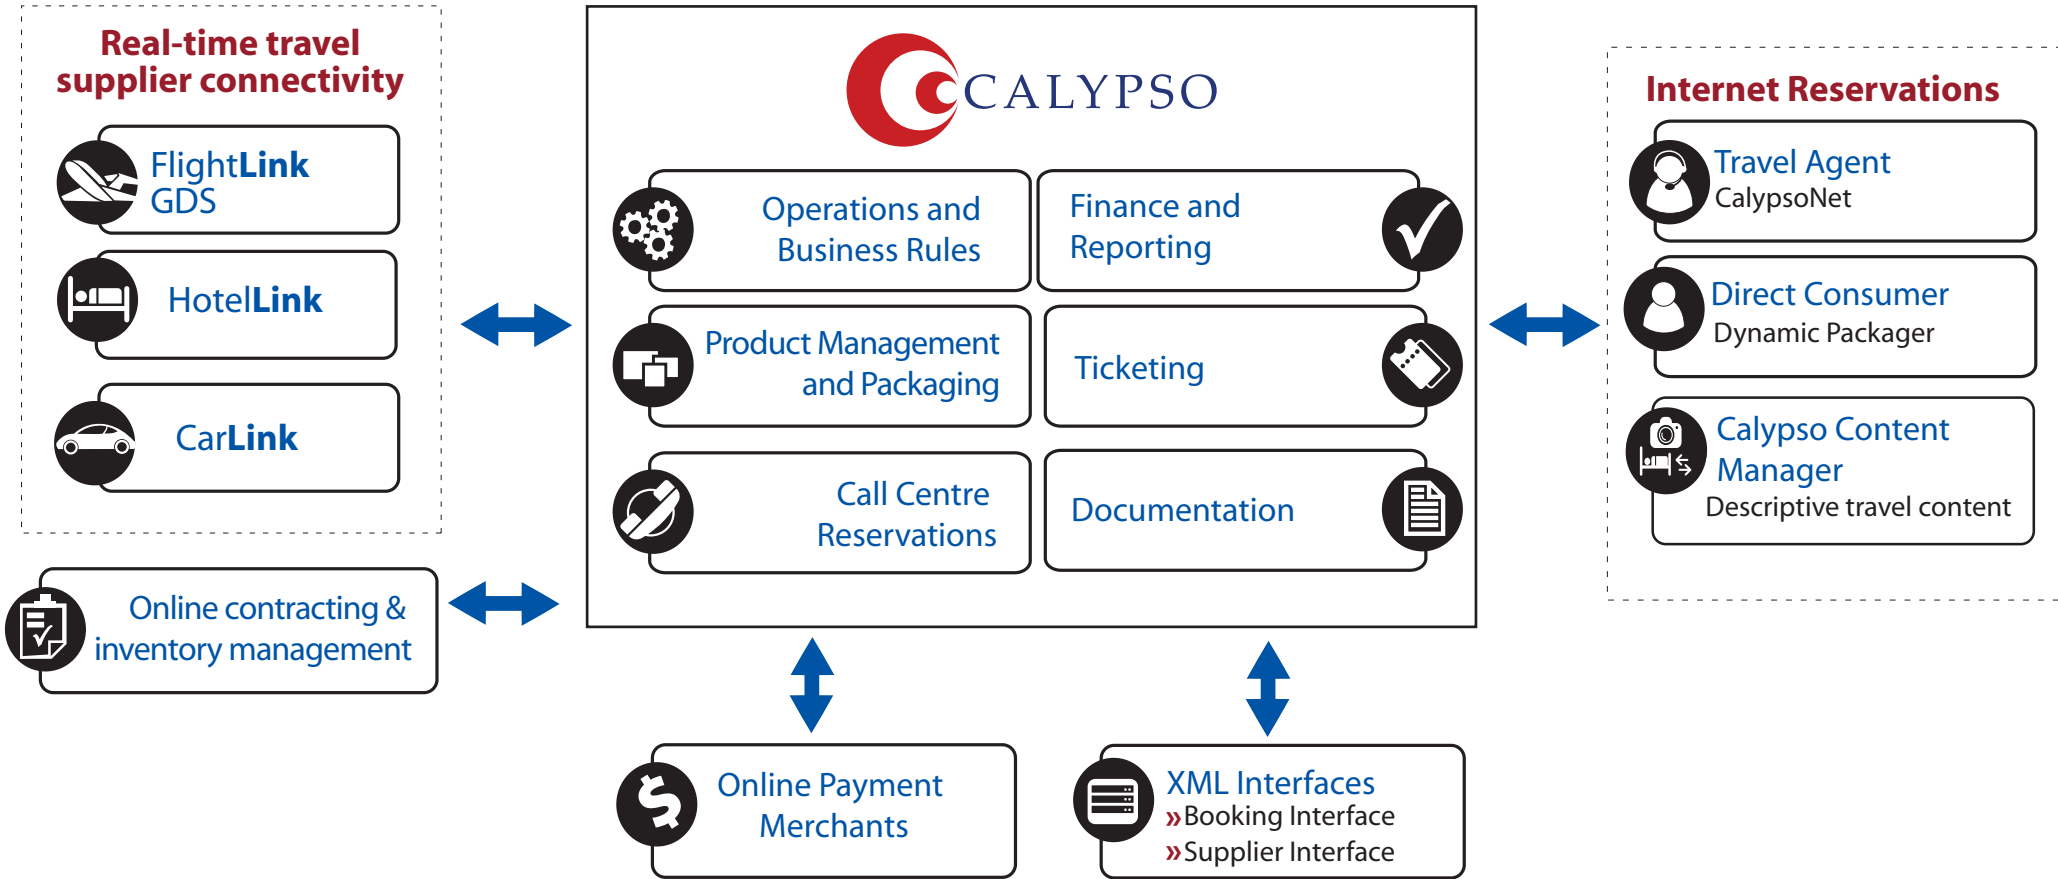 Real-time travel
supplier connectivity
FlightLink
GDS
HotelLink
CarLink
Online contracting &
inventory management
CALYPSO
Operations and
Business Rules
Finance and
Reporting
Product Management
and Packaging
Ticketing
Call Centre
Reservations
Documentation
Online Payment
Merchants
XML Interfaces
»Booking Interface
»Supplier Interface
Internet Reservations
Travel Agent
CalypsoNet
Direct Consumer
Dynamic Packager
Calypso Content
Manager
Descriptive travel content